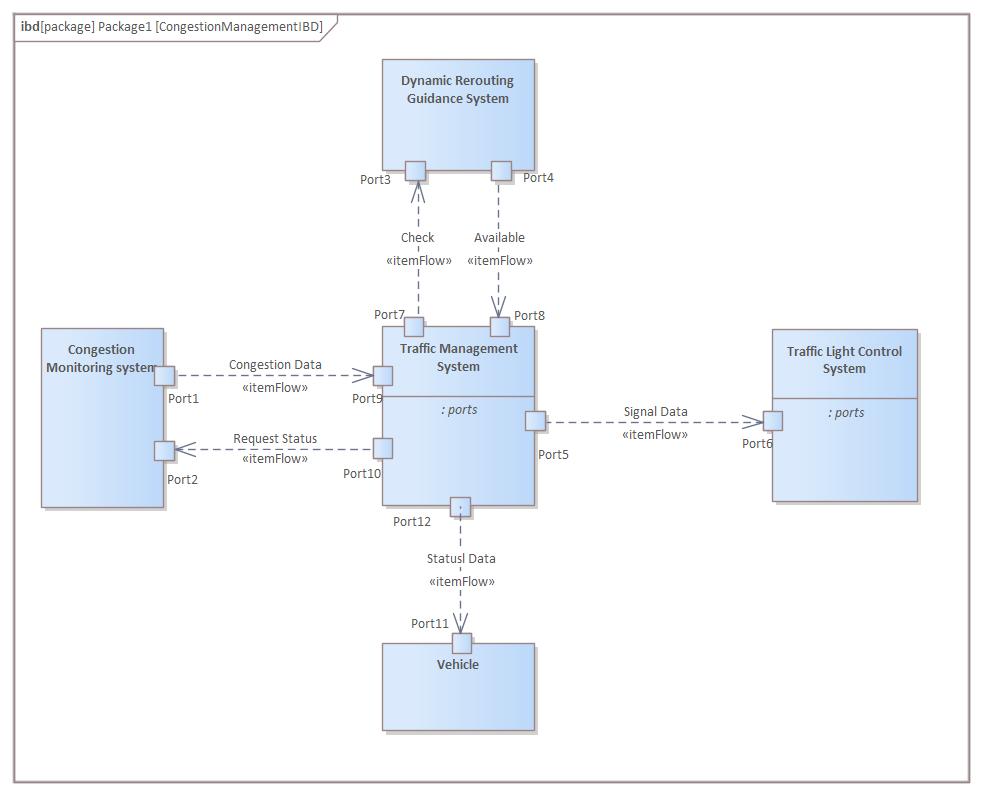 ibd[package] Package1 [CongestionManagementIBD]
Dynamic Rerouting
Guidance System
Port3
Port4
Check
«itemFlow»
Available
«itemFlow»
Port7
Port8
Congestion
Monitoring system
Port1
Port2
Congestion Data
«itemFlow»
Request Status
«itemFlow»
Traffic Management
System
: ports
Port9
Port10
Port5
Port12
Signal Data
«itemFlow»
Traffic Light Control
System
: ports
Port6
Statusl Data
«itemFlow»
Port11
Vehicle